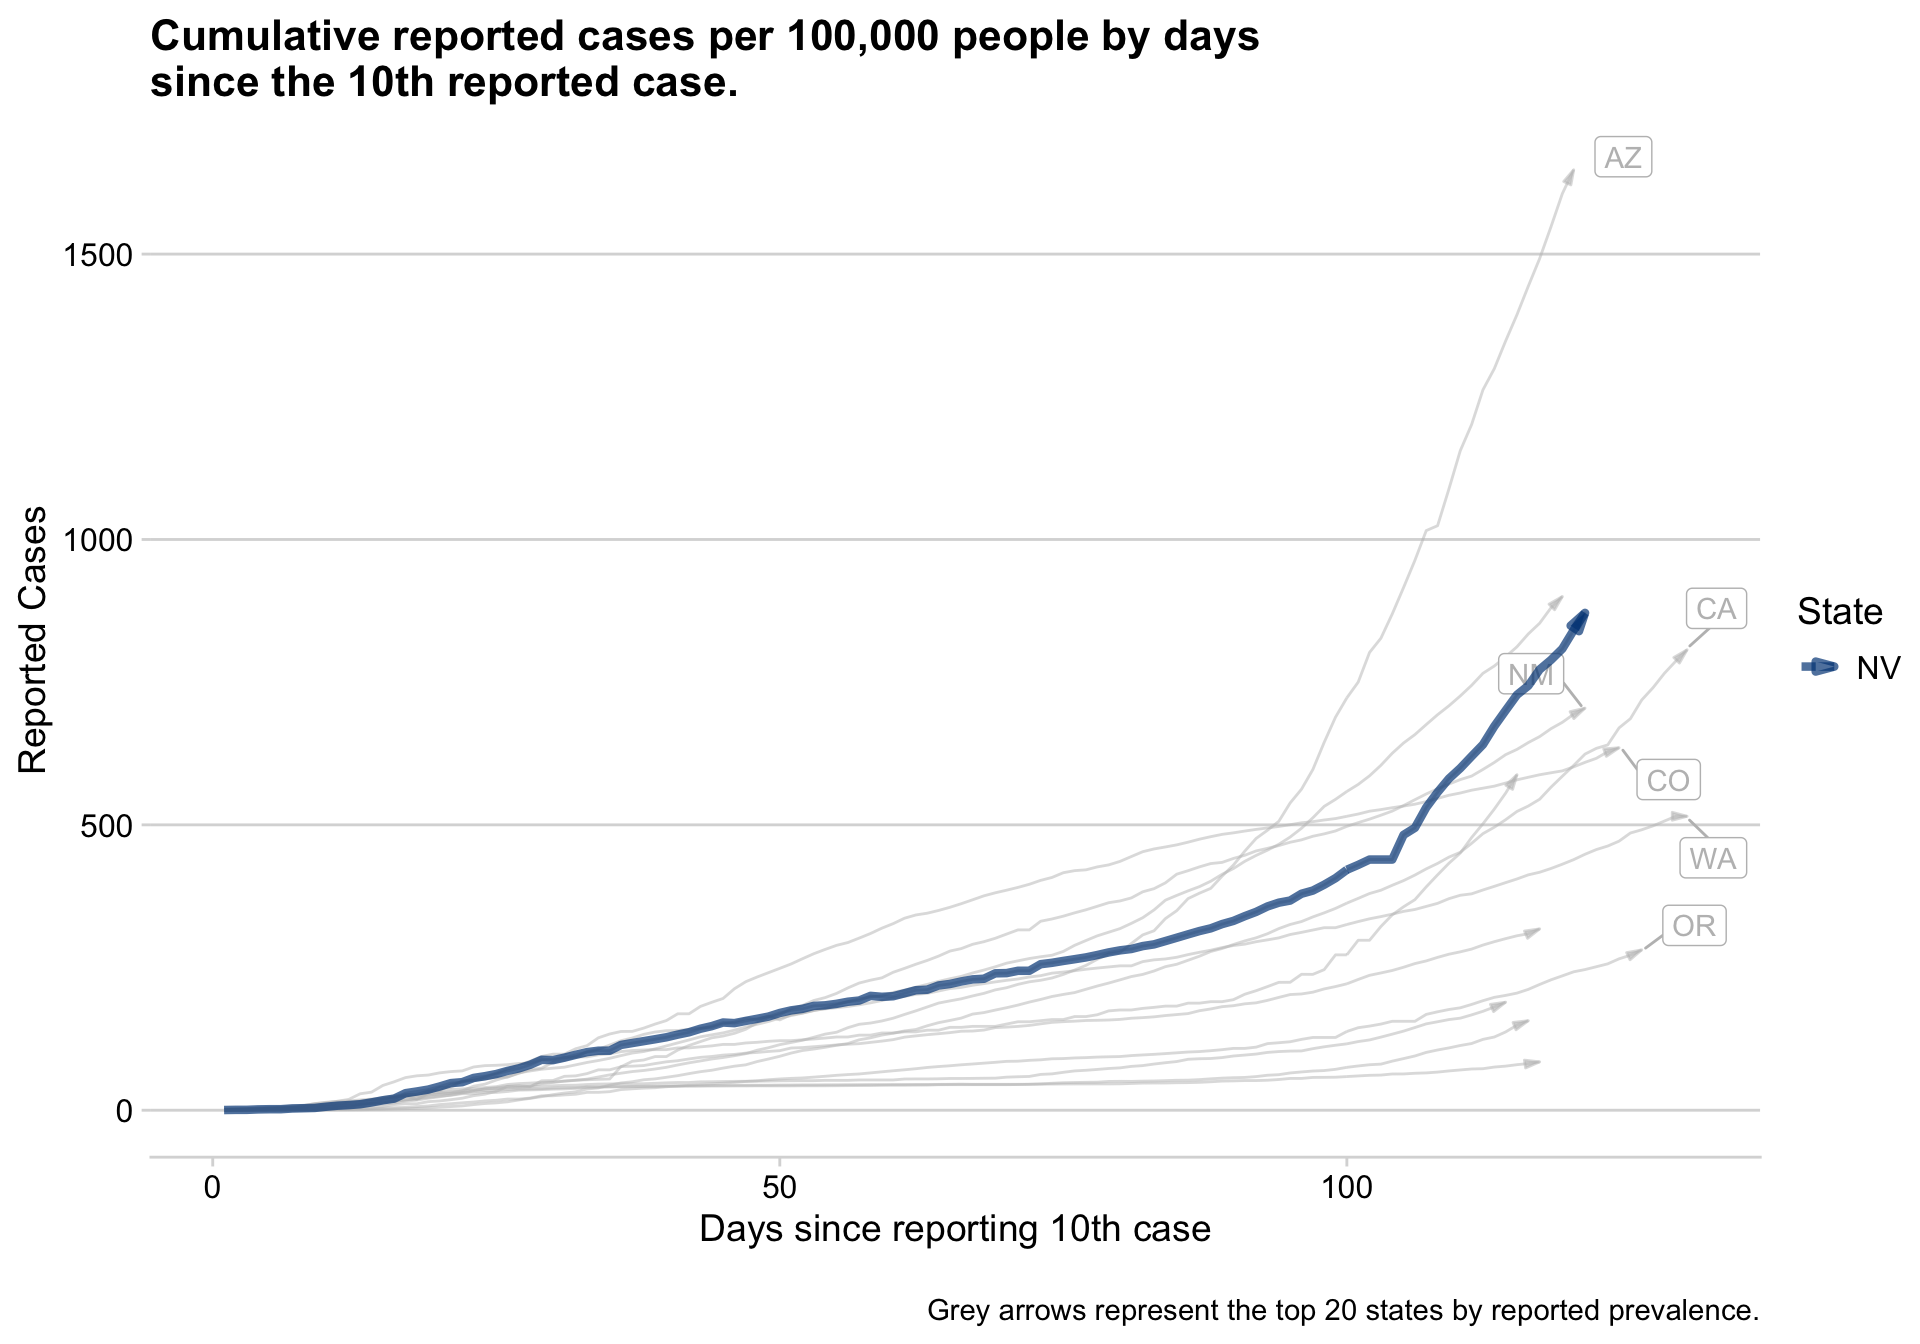 Cumulative reported cases per 100,000 people by days
since the 10th reported case.
AZ
1500
1000
Reported Cases
CA
State
NV
NM
CO
500
WA
OR
0
0
50
100
Days since reporting 10th case
Grey arrows represent the top 20 states by reported prevalence.